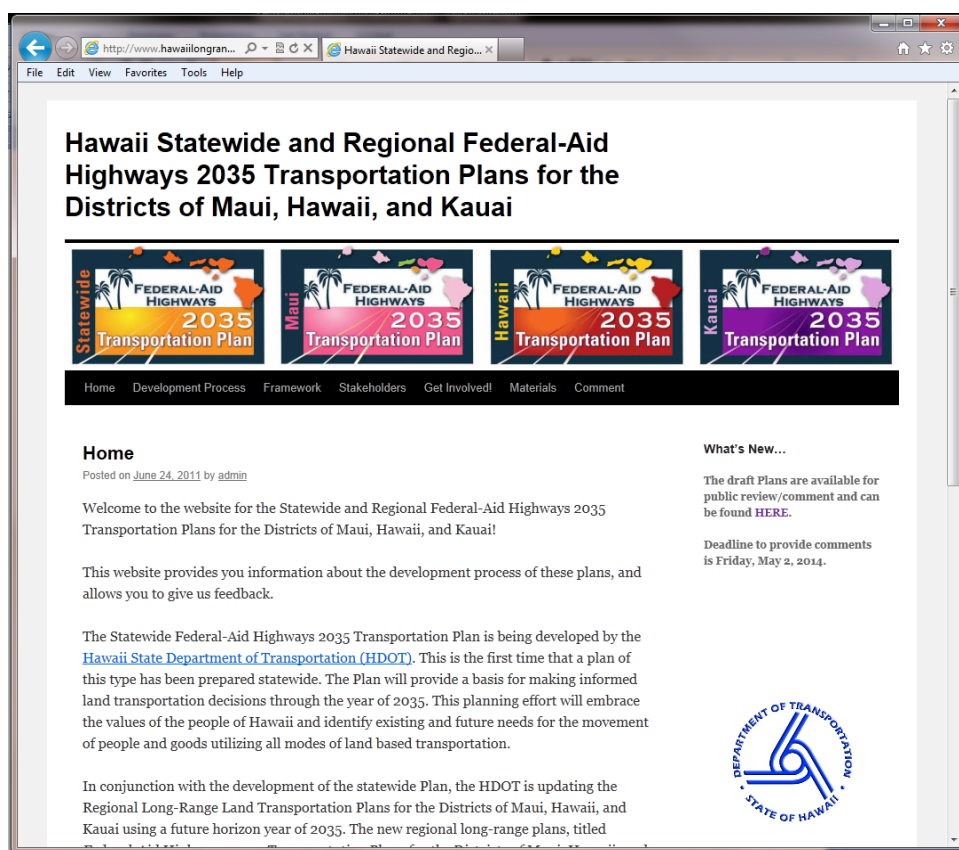 http://www.hawaiilongran...
Hawaii Statewide and Regio...
File Edit View Favorites Tools Help
Hawaii Statewide and Regional Federal-Aid
Highways 2035 Transportation Plans for the
Districts of Maui, Hawaii, and Kauai
Statewide
FEDERAL-AID
HIGHWAYS
2035
Transportation Plan
Maui
FEDERAL-AID
HIGHWAYS
2035
Transportation Plan
Hawaii
FEDERAL-AID
HIGHWAYS
2035
Transportation Plan
Kauai
FEDERAL-AID
HIGHWAYS
2035
Transportation Plan
Home Development Process Framework Stakeholders Get Involved! Materials Comment
Home
Posted on June 24, 2011 by admin
Welcome to the website for the Statewide and Regional Federal-Aid Highways 2035
Transportation Plans for the Districts of Maui, Hawaii, and Kauai!
This website provides you information about the development process of these plans, and
allows you to give us feedback.
The Statewide Federal-Aid Highways 2035 Transportation Plan is being developed by the
Hawaii State Department of Transportation (HDOT). This is the first time that a plan of
this type has been prepared statewide. The Plan will provide a basis for making informed
land transportation decisions through the year of 2035. This planning effort will embrace
the values of the people of Hawaii and identify existing and future needs for the movement
of people and goods utilizing all modes of land based transportation.
In conjunction with the development of the statewide Plan, the HDOT is updating the
Regional Long-Range Land Transportation Plans for the Districts of Maui, Hawaii, and
Kauai using a future horizon year of 2035. The new regional long-range plans, titled
What's New...
The draft Plans are available for
public review/comment and can
be found HERE.
Deadline to provide comments
is Friday, May 2, 2014.
DEPARTMENT OF TRANSPORTATION
STATE OF HAWAII